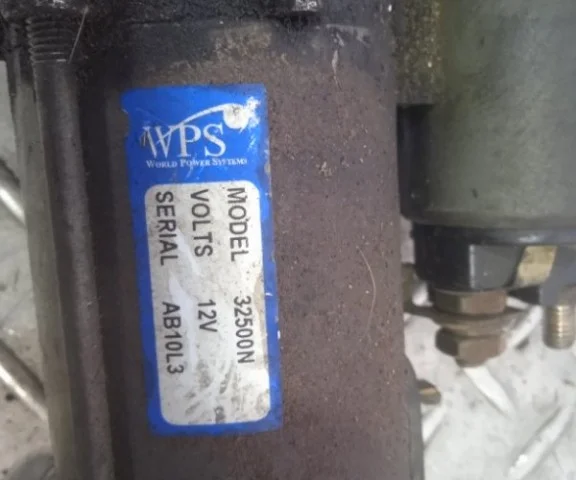 WPS
WORLD POWER SYSTEMS
MODEL 32500N
VOLTS 12V
SERIAL AB10L3